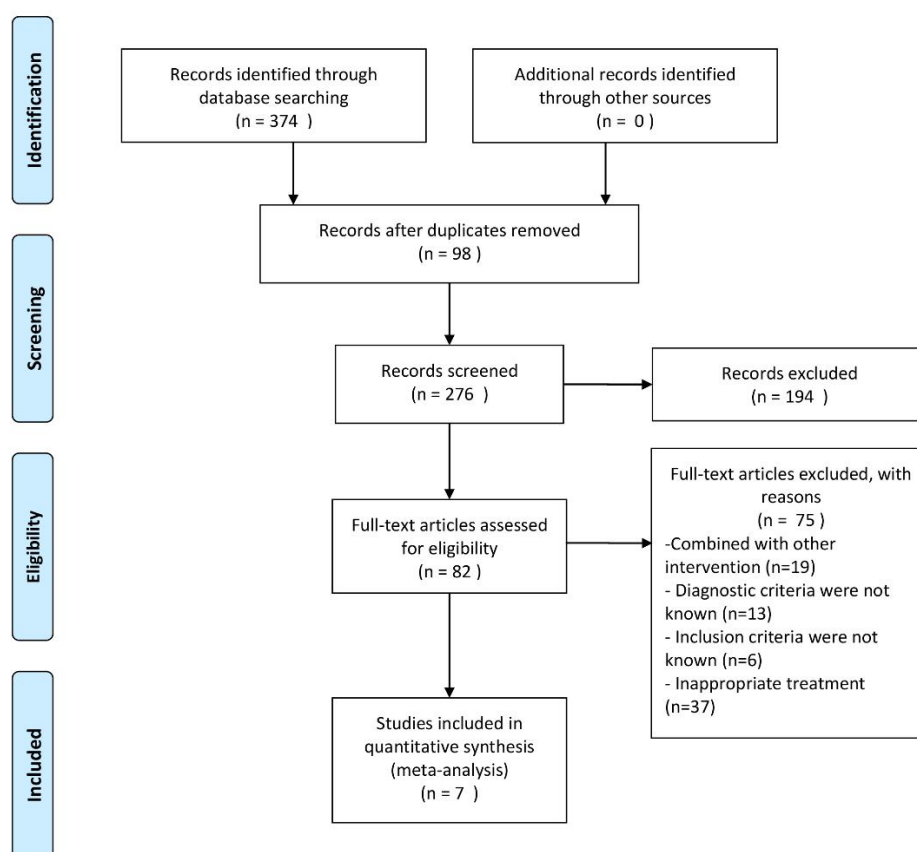 Identification
Records identified through
database searching
(n = 374 )
Additional records identified
through other sources
(n = 0 )
Records after duplicates removed
(n = 98 )
Screening
Records screened
(n = 276 )
Records excluded
(n = 194 )
Eligibility
Full-text articles assessed
for eligibility
(n = 82 )
Full-text articles excluded, with
reasons
(n = 75 )
-Combined with other
intervention (n=19)
- Diagnostic criteria were not
known (n=13)
- Inclusion criteria were not
known (n=6)
- Inappropriate treatment
(n=37)
Included
Studies included in
quantitative synthesis
(meta-analysis)
(n = 7 )